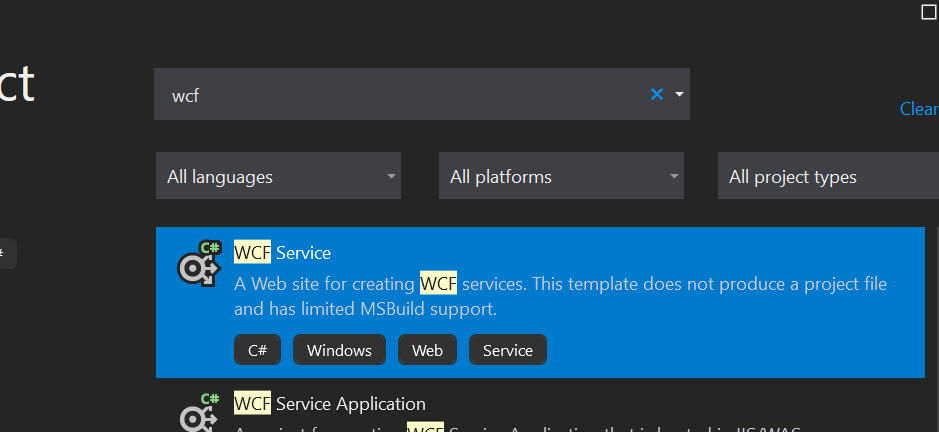 ct
wcf
Clear
All languages
All platforms
All project types
C#
WCF Service
A Web site for creating WCF services. This template does not produce a project file
and has limited MSBuild support.
C#
Windows
Web
Service
C#
WCF Service Application